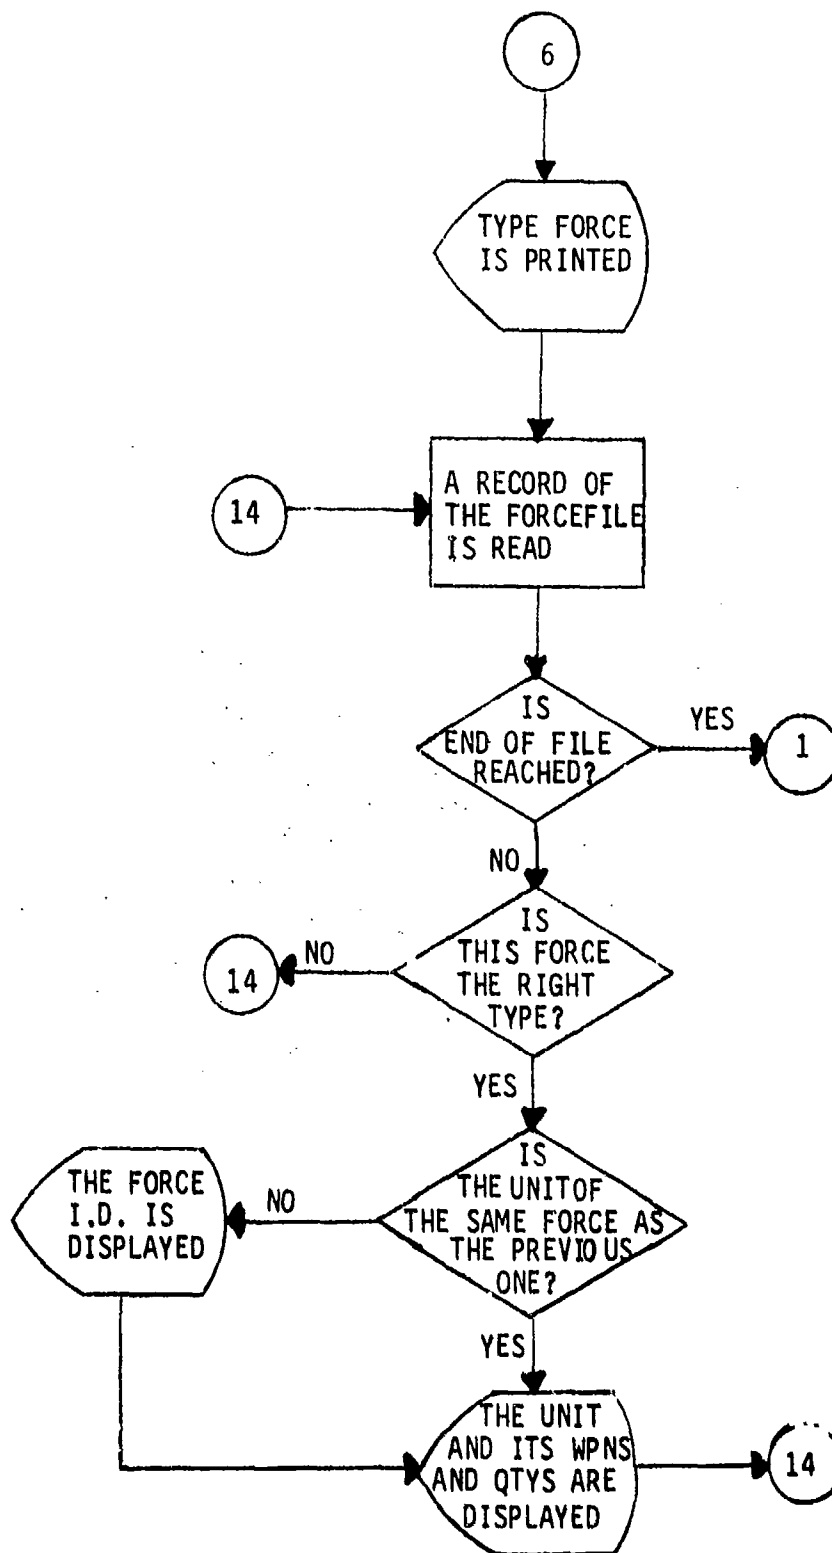 6
TYPE FORCE
IS PRINTED
14
A RECORD OF
THE FORCEFILE
IS READ
IS
END OF FILE
REACHED?
YES
1
NO
IS
THIS FORCE
THE RIGHT
TYPE?
NO
14
YES
IS
THE UNIT OF
THE SAME FORCE AS
THE PREVIOUS
ONE?
NO
THE FORCE
I.D. IS
DISPLAYED
YES
THE UNIT
AND ITS WPNS
AND QTYS ARE
DISPLAYED
14